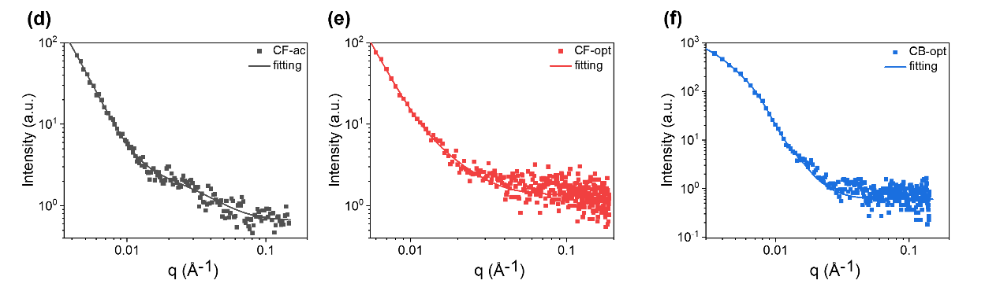 (d)
10²
10¹
10⁰
Intensity (a.u.)
CF-ac
fitting
0.01
0.1
q (Å⁻¹)
(e)
10²
10¹
10⁰
Intensity (a.u.)
CF-opt
fitting
0.01
0.1
q (Å⁻¹)
(f)
10³
10²
10¹
10⁰
10⁻¹
Intensity (a.u.)
CB-opt
fitting
0.01
0.1
q (Å⁻¹)